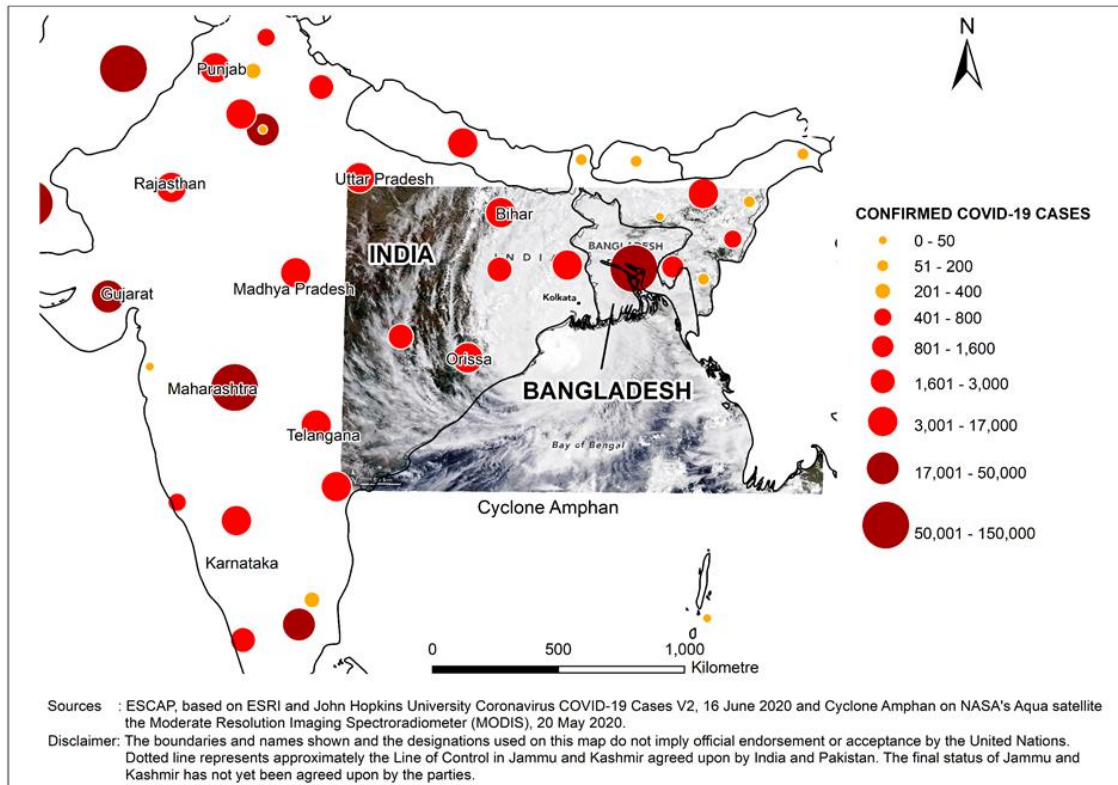 N
Punjab
Rajasthan
Uttar Pradesh
Bihar
INDIA
INDIA
BANGLADESH
Gujarat
Madhya Pradesh
Kolkata
Orissa
BANGLADESH
Maharashtra
Telangana
Bay of Bengal
Cyclone Amphan
Karnataka
CONFIRMED COVID-19 CASES
0 - 50
51 - 200
201 - 400
401 - 800
801 - 1,600
1,601 - 3,000
3,001 - 17,000
17,001 - 50,000
50,001 - 150,000
0 500 1,000
Kilometre
Sources : ESCAP, based on ESRI and John Hopkins University Coronavirus COVID-19 Cases V2, 16 June 2020 and Cyclone Amphan on NASA's Aqua satellite
the Moderate Resolution Imaging Spectroradiometer (MODIS), 20 May 2020.
Disclaimer: The boundaries and names shown and the designations used on this map do not imply official endorsement or acceptance by the United Nations.
Dotted line represents approximately the Line of Control in Jammu and Kashmir agreed upon by India and Pakistan. The final status of Jammu and
Kashmir has not yet been agreed upon by the parties.